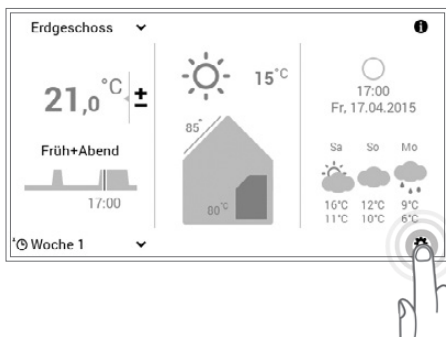 Erdgeschoss
i
21,0 °C ±
Früh+Abend
17:00
Woche 1
15°C
85°
80°C
17:00
Fr, 17.04.2015
Sa So Mo
16°C 12°C 9°C
11°C 10°C 6°C